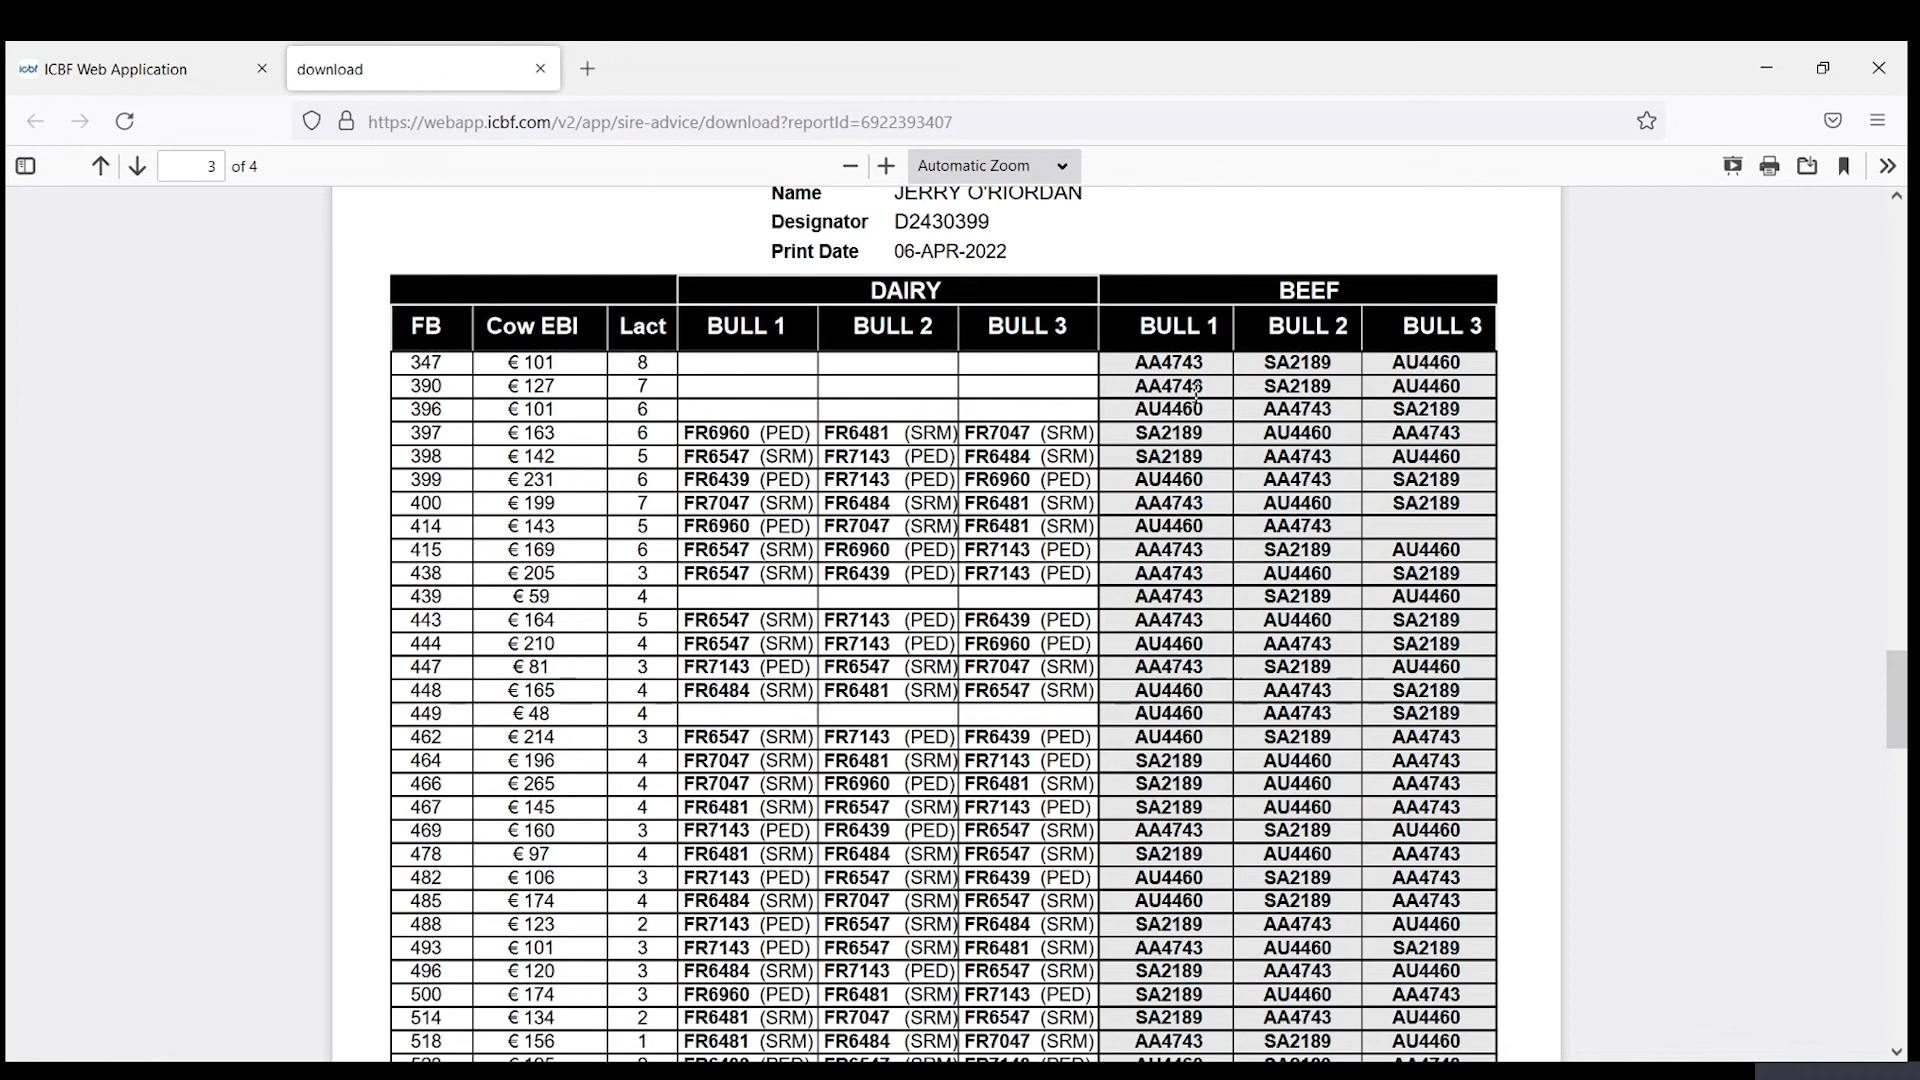 icbf ICBF Web Application
download
https://webapp.icbf.com/v2/app/sire-advice/download?reportId=6922393407
3 of 4
Automatic Zoom
Name JERRY O'RIORDAN
Designator D2430399
Print Date 06-APR-2022
DAIRY BEEF
FB Cow EBI Lact BULL 1 BULL 2 BULL 3 BULL 1 BULL 2 BULL 3
347 € 101 8 AA4743 SA2189 AU4460
390 € 127 7 AA4743 SA2189 AU4460
396 € 101 6 AU4460 AA4743 SA2189
397 € 163 6 FR6960 (PED) FR6481 (SRM) FR7047 (SRM) SA2189 AU4460 AA4743
398 € 142 5 FR6547 (SRM) FR7143 (PED) FR6484 (SRM) SA2189 AA4743 AU4460
399 € 231 6 FR6439 (PED) FR7143 (PED) FR6960 (PED) AU4460 AA4743 SA2189
400 € 199 7 FR7047 (SRM) FR6484 (SRM) FR6481 (SRM) AA4743 AU4460 SA2189
414 € 143 5 FR6960 (PED) FR7047 (SRM) FR6481 (SRM) AU4460 AA4743
415 € 169 6 FR6547 (SRM) FR6960 (PED) FR7143 (PED) AA4743 SA2189 AU4460
438 € 205 3 FR6547 (SRM) FR6439 (PED) FR7143 (PED) AA4743 AU4460 SA2189
439 € 59 4 AA4743 SA2189 AU4460
443 € 164 5 FR6547 (SRM) FR7143 (PED) FR6439 (PED) AA4743 AU4460 SA2189
444 € 210 4 FR6547 (SRM) FR7143 (PED) FR6960 (PED) AU4460 AA4743 SA2189
447 € 81 3 FR7143 (PED) FR6547 (SRM) FR7047 (SRM) AA4743 SA2189 AU4460
448 € 165 4 FR6484 (SRM) FR6481 (SRM) FR6547 (SRM) AU4460 AA4743 SA2189
449 € 48 4 AU4460 AA4743 SA2189
462 € 214 3 FR6547 (SRM) FR7143 (PED) FR6439 (PED) AU4460 SA2189 AA4743
464 € 196 4 FR7047 (SRM) FR6481 (SRM) FR7143 (PED) SA2189 AU4460 AA4743
466 € 265 4 FR7047 (SRM) FR6960 (PED) FR6481 (SRM) SA2189 AU4460 AA4743
467 € 145 4 FR6481 (SRM) FR6547 (SRM) FR7143 (PED) SA2189 AU4460 AA4743
469 € 160 3 FR7143 (PED) FR6439 (PED) FR6547 (SRM) AA4743 SA2189 AU4460
478 € 97 4 FR6481 (SRM) FR6484 (SRM) FR6547 (SRM) SA2189 AU4460 AA4743
482 € 106 3 FR7143 (PED) FR6547 (SRM) FR6439 (PED) AU4460 SA2189 AA4743
485 € 174 4 FR6484 (SRM) FR7047 (SRM) FR6547 (SRM) AU4460 SA2189 AA4743
488 € 123 2 FR7143 (PED) FR6547 (SRM) FR6484 (SRM) SA2189 AA4743 AU4460
493 € 101 3 FR7143 (PED) FR6547 (SRM) FR6481 (SRM) AA4743 AU4460 SA2189
496 € 120 3 FR6484 (SRM) FR7143 (PED) FR6547 (SRM) SA2189 AA4743 AU4460
500 € 174 3 FR6960 (PED) FR6481 (SRM) FR7143 (PED) SA2189 AU4460 AA4743
514 € 134 2 FR6481 (SRM) FR7047 (SRM) FR6547 (SRM) SA2189 AA4743 AU4460
518 € 156 1 FR6481 (SRM) FR6484 (SRM) FR7047 (SRM) AA4743 SA2189 AU4460